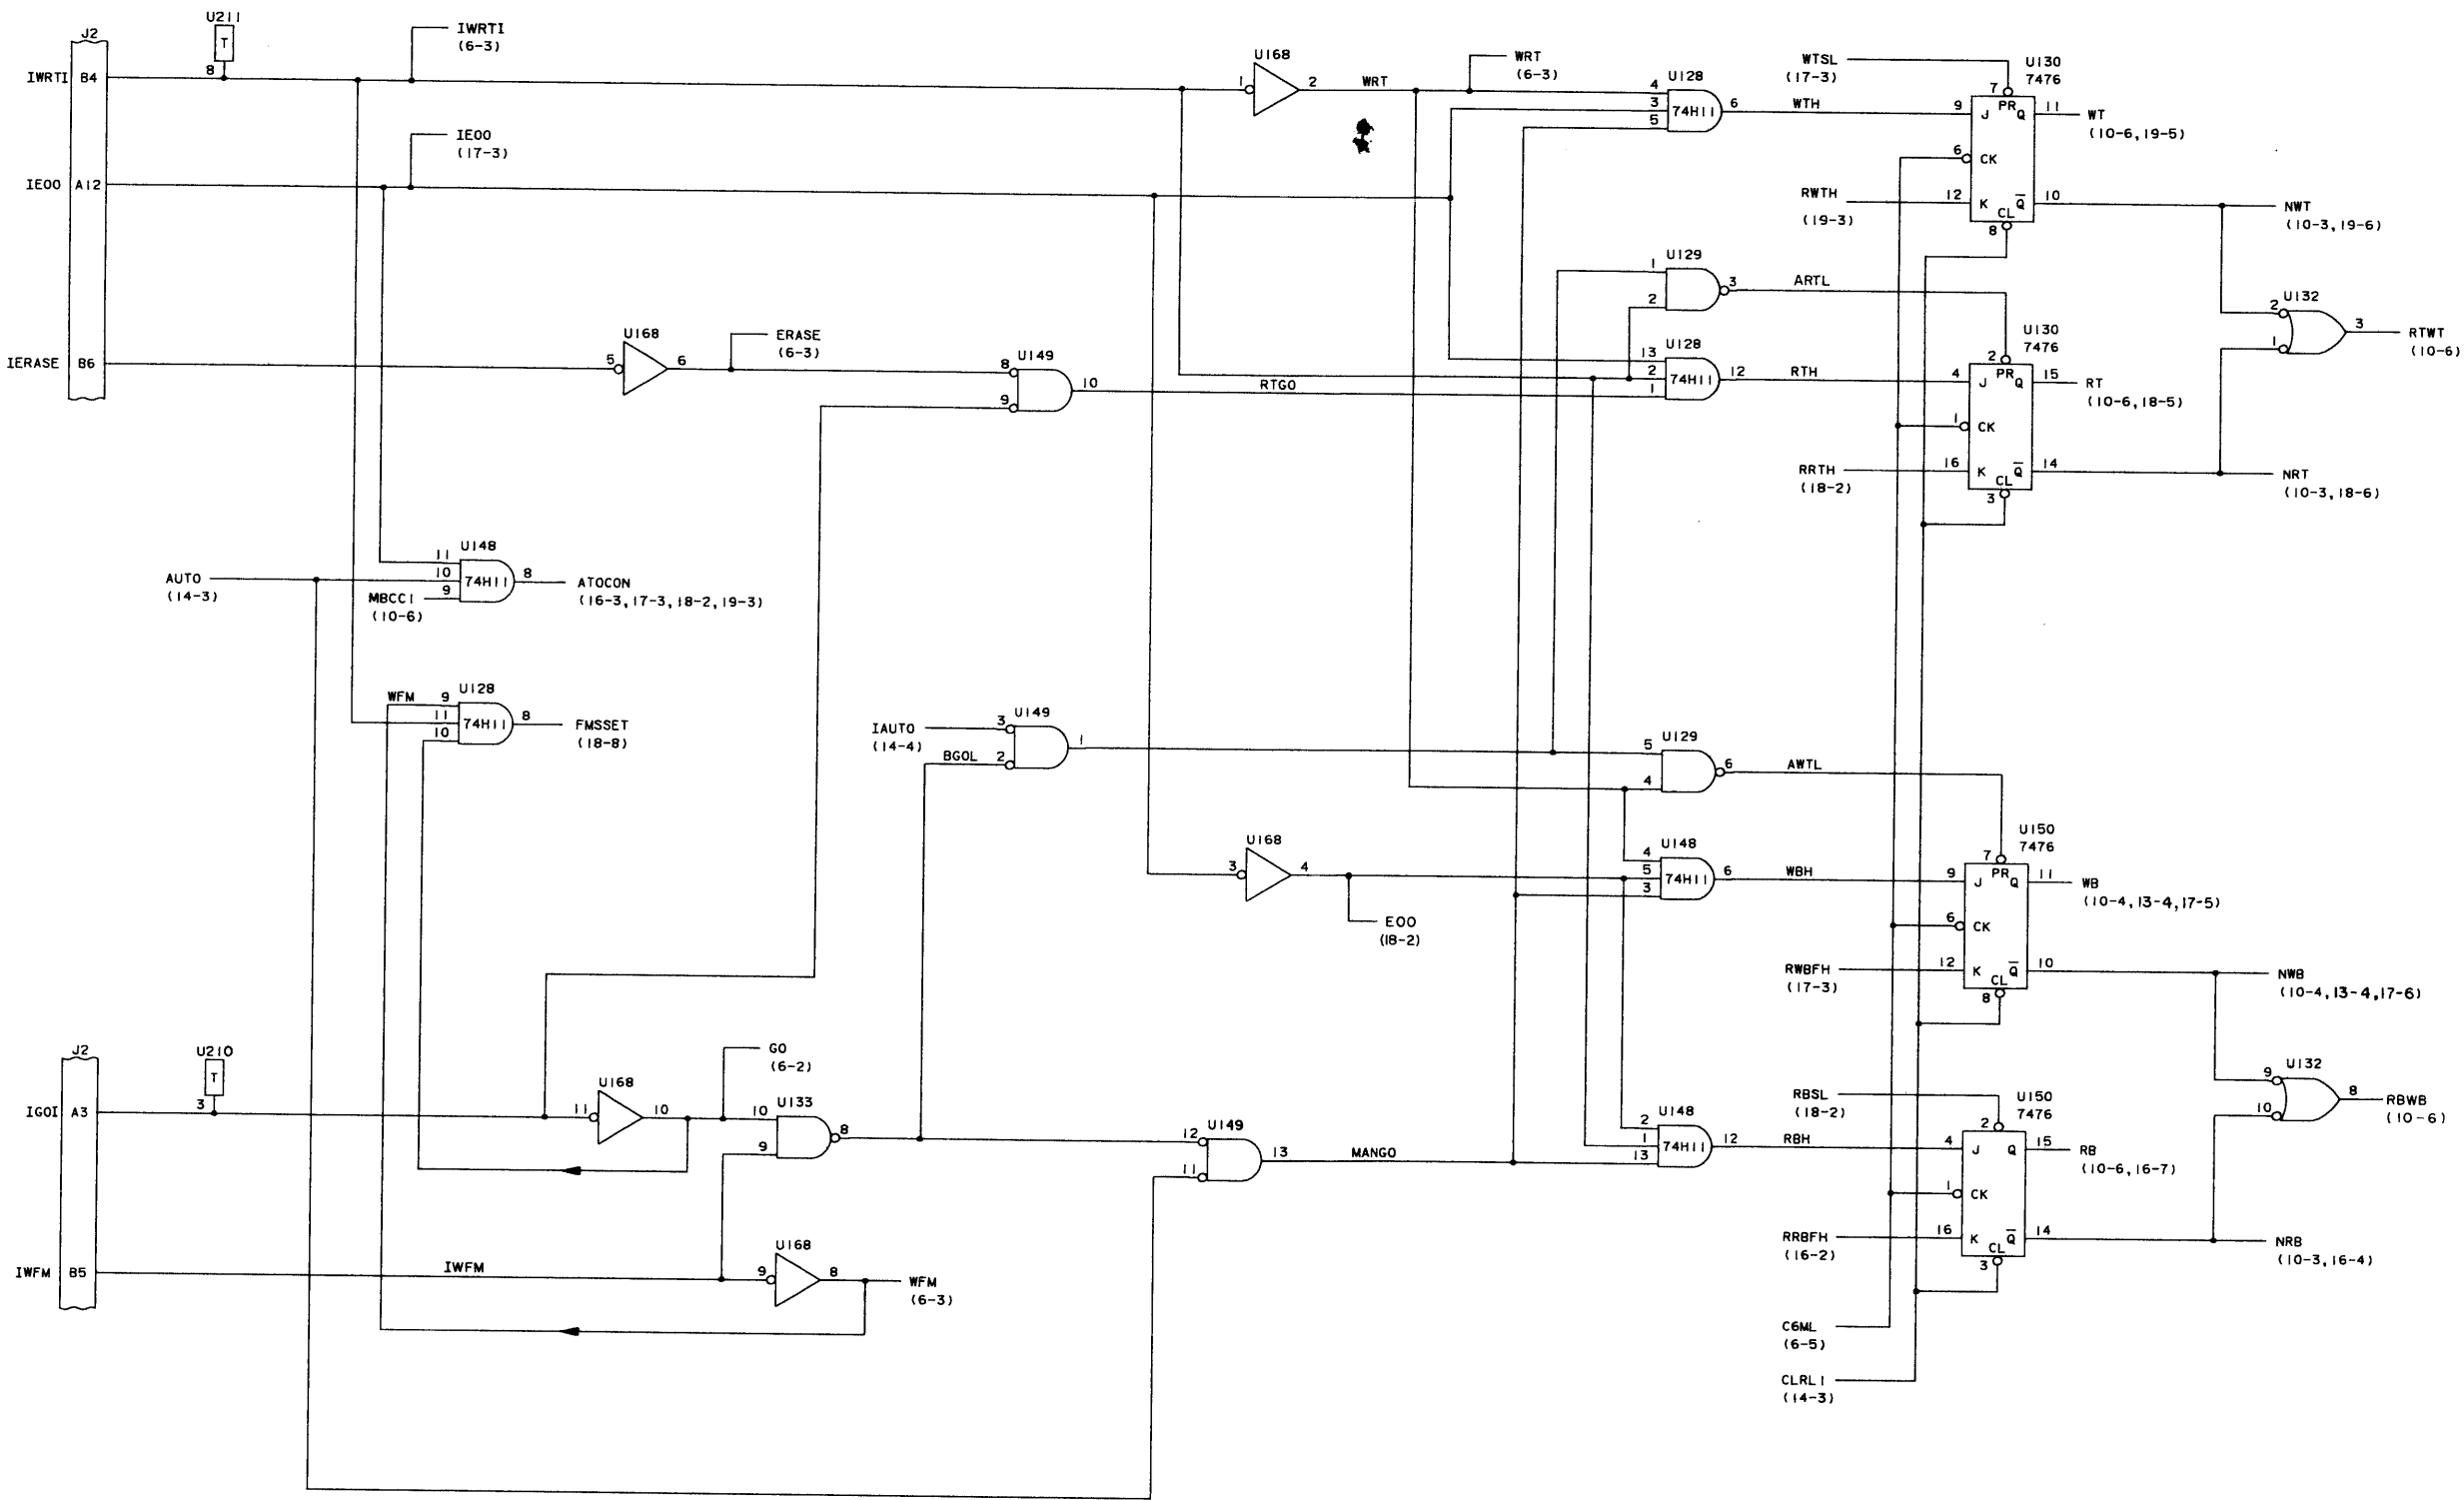 J2
U211
T
8
IWRTI
(6-3)
IWRTI B4
U168
1
2
WRT
WRT
(6-3)
WTSL
(17-3)
U130
7476
7
U128
4
3
5
74H11
6
WTH
9
J PR Q
11
WT
(10-6,19-5)
IEOO
(17-3)
6
CK
IEOO A12
RWTH
(19-3)
12
K CL Q̅
8
10
NWT
(10-3,19-6)
U129
1
2
3
ARTL
U132
2
1
3
RTWT
(10-6)
IERASE B6
U168
5
6
ERASE
(6-3)
U149
8
9
10
RTGO
U128
13
2
1
74H11
12
RTH
U130
7476
2
4
J PR Q
15
RT
(10-6,18-5)
1
CK
RRTH
(18-2)
16
K CL Q̅
3
14
NRT
(10-3,18-6)
U148
11
10
9
74H11
8
AUTO
(14-3)
MBCC1
(10-6)
ATOCON
(16-3,17-3,18-2,19-3)
WFM
U128
9
11
10
74H11
8
FMSSET
(18-8)
IAUTO
(14-4)
BGOL
U149
3
2
1
U129
5
4
6
AWTL
U168
3
4
EOO
(18-2)
U148
4
5
3
74H11
6
WBH
U150
7476
7
9
J PR Q
11
WB
(10-4,13-4,17-5)
6
CK
RWBFH
(17-3)
12
K CL Q̅
8
10
NWB
(10-4,13-4,17-6)
J2
U210
T
3
IGOI A3
U168
11
10
GO
(6-2)
U133
10
9
8
U149
12
11
13
MANGO
U148
2
1
13
74H11
12
RBH
RBSL
(18-2)
U150
7476
2
4
J Q
15
RB
(10-6,16-7)
U132
9
10
8
RBWB
(10-6)
1
CK
RRBFH
(16-2)
16
K CL Q̅
3
14
NRB
(10-3,16-4)
IWFM B5
IWFM
U168
9
8
WFM
(6-3)
C6ML
(6-5)
CLRL1
(14-3)